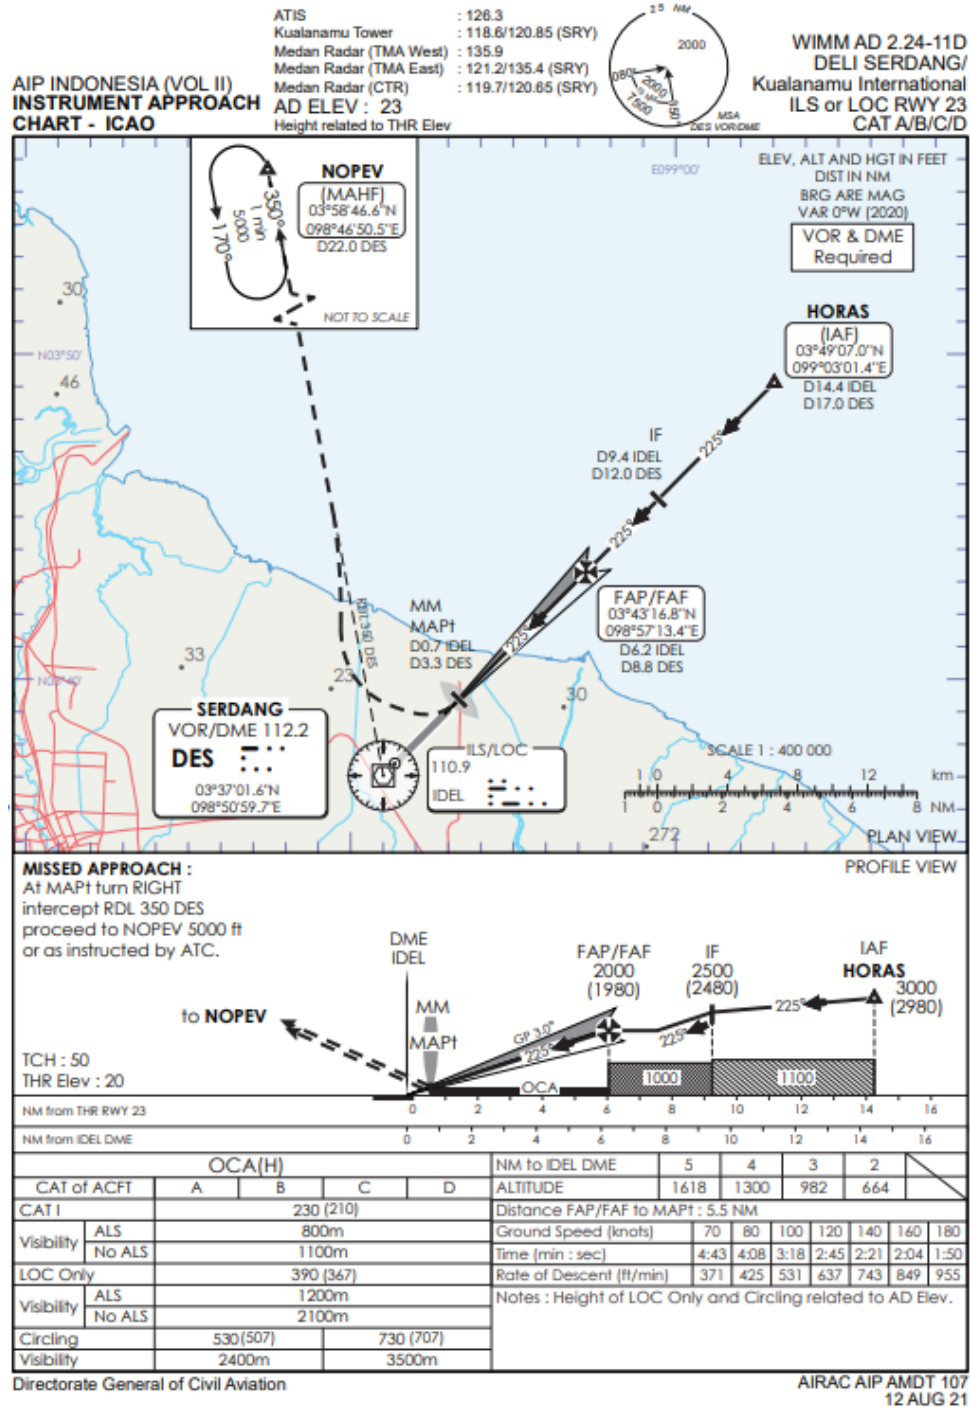 ATIS : 126.3
Kualanamu Tower : 118.6/120.85 (SRY)
Medan Radar (TMA West) : 135.9
Medan Radar (TMA East) : 121.2/135.4 (SRY)
Medan Radar (CTR) : 119.7/120.65 (SRY)
AD ELEV : 23
Height related to THR Elev
AIP INDONESIA (VOL II)
INSTRUMENT APPROACH
CHART - ICAO
25 NM
2000
080°
2000
7500
350°
MSA
DES VOR/DME
WIMM AD 2.24-11D
DELI SERDANG/
Kualanamu International
ILS or LOC RWY 23
CAT A/B/C/D
NOPEV
(MAHF)
03°58'46.6"N
098°46'50.5"E
D22.0 DES
350°
1 min
5000
170°
NOT TO SCALE
E099°00'
ELEV, ALT AND HGT IN FEET
DIST IN NM
BRG ARE MAG
VAR 0°W (2020)
VOR & DME
Required
HORAS
(IAF)
03°49'07.0"N
099°03'01.4"E
D14.4 IDEL
D17.0 DES
30
N03°50'
46
225°
IF
D9.4 IDEL
D12.0 DES
225°
FAP/FAF
03°43'16.8"N
098°57'13.4"E
D6.2 IDEL
D8.8 DES
225°
MM
MAPt
D0.7 IDEL
D3.3 DES
RDL 350 DES
33
N03°40'
23
30
SERDANG
VOR/DME 112.2
DES
03°37'01.6"N
098°50'59.7"E
ILS/LOC
110.9
IDEL
SCALE 1 : 400 000
1 0 4 8 12 km
1 0 2 4 6 8 NM
272
PLAN VIEW
MISSED APPROACH :
At MAPt turn RIGHT
intercept RDL 350 DES
proceed to NOPEV 5000 ft
or as instructed by ATC.
PROFILE VIEW
DME
IDEL
FAP/FAF
2000
(1980)
IF
2500
(2480)
IAF
HORAS
3000
(2980)
to NOPEV
MM
MAPt
GP 3.0°
225°
225°
225°
TCH : 50
THR Elev : 20
OCA
1000
1100
NM from THR RWY 23 0 2 4 6 8 10 12 14 16
NM from IDEL DME 0 2 4 6 8 10 12 14 16
OCA(H)
CAT of ACFT A B C D
CAT I 230 (210)
Visibility ALS 800m
No ALS 1100m
LOC Only 390 (367)
Visibility ALS 1200m
No ALS 2100m
Circling 530(507) 730 (707)
Visibility 2400m 3500m
NM to IDEL DME 5 4 3 2
ALTITUDE 1618 1300 982 664
Distance FAP/FAF to MAPt : 5.5 NM
Ground Speed (knots) 70 80 100 120 140 160 180
Time (min : sec) 4:43 4:08 3:18 2:45 2:21 2:04 1:50
Rate of Descent (ft/min) 371 425 531 637 743 849 955
Notes : Height of LOC Only and Circling related to AD Elev.
Directorate General of Civil Aviation
AIRAC AIP AMDT 107
12 AUG 21